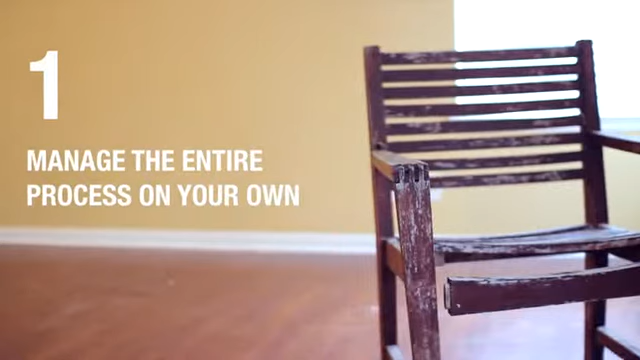 1
MANAGE THE ENTIRE
PROCESS ON YOUR OWN